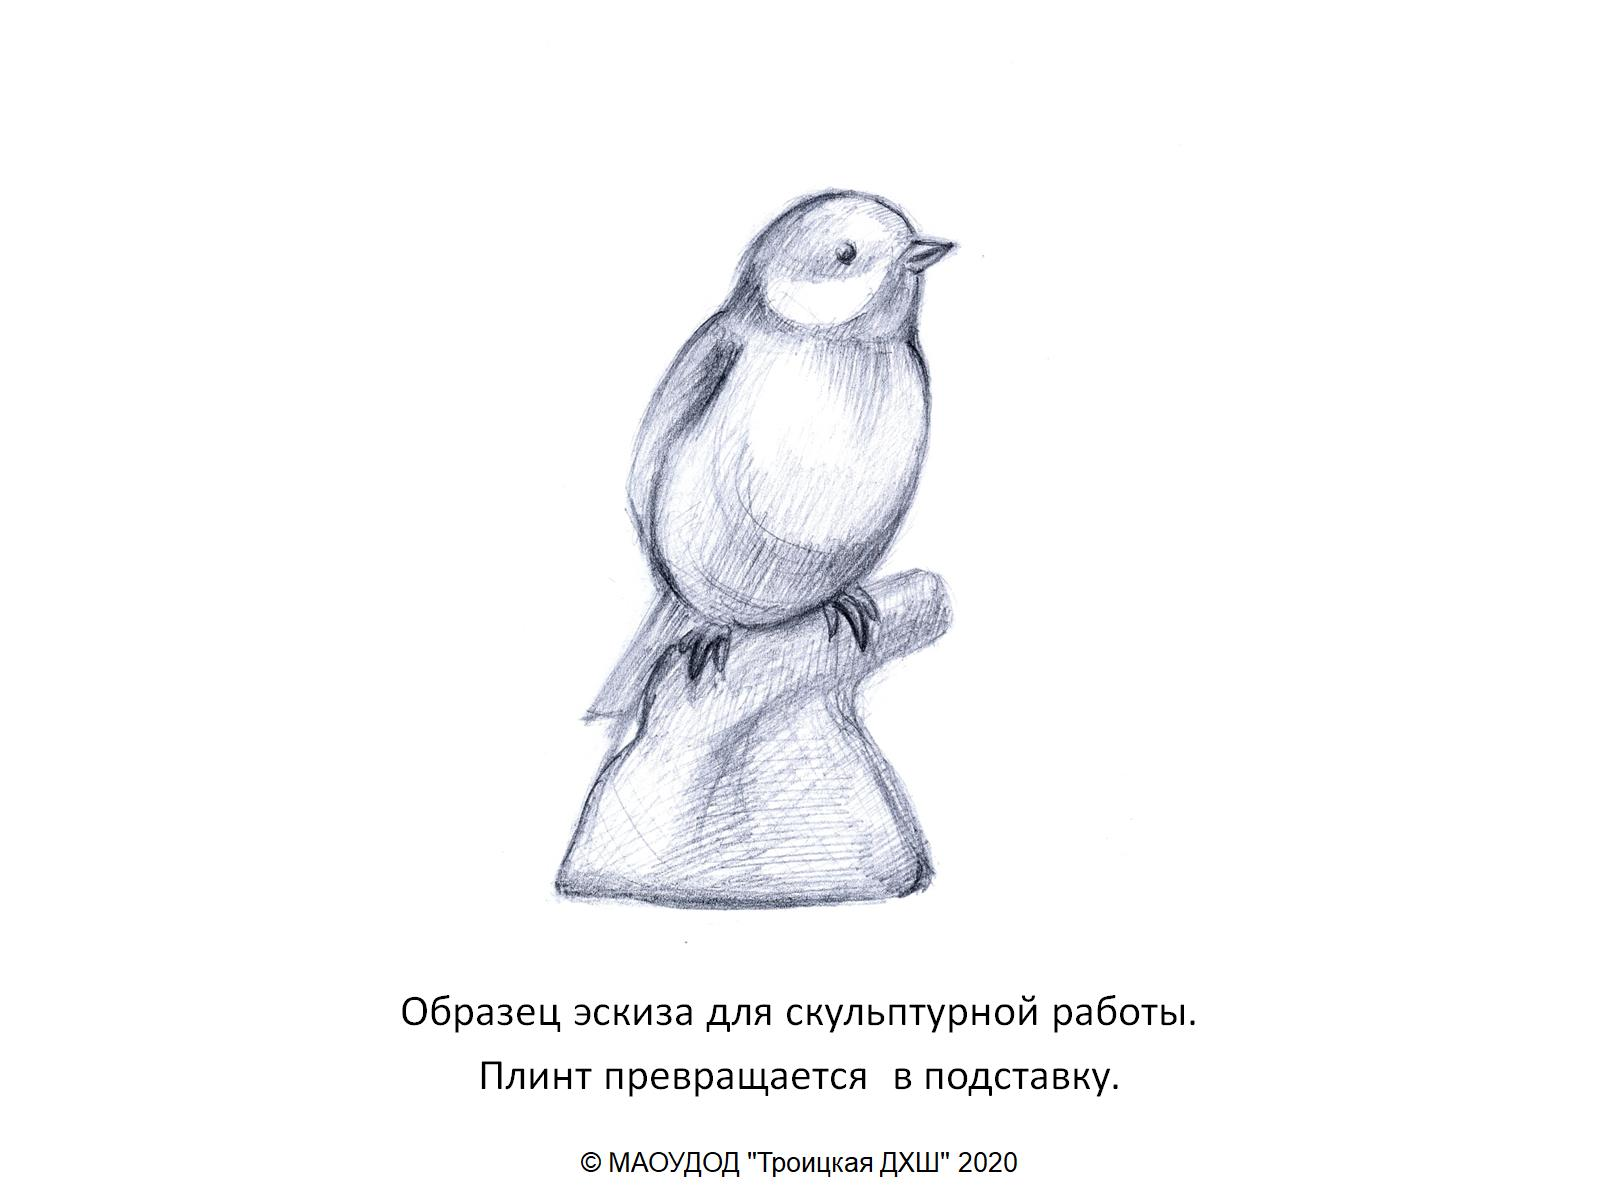 Образец эскиза для скульптурной работы.
Плинт превращается  в подставку.
© МАОУДОД "Троицкая ДХШ" 2020